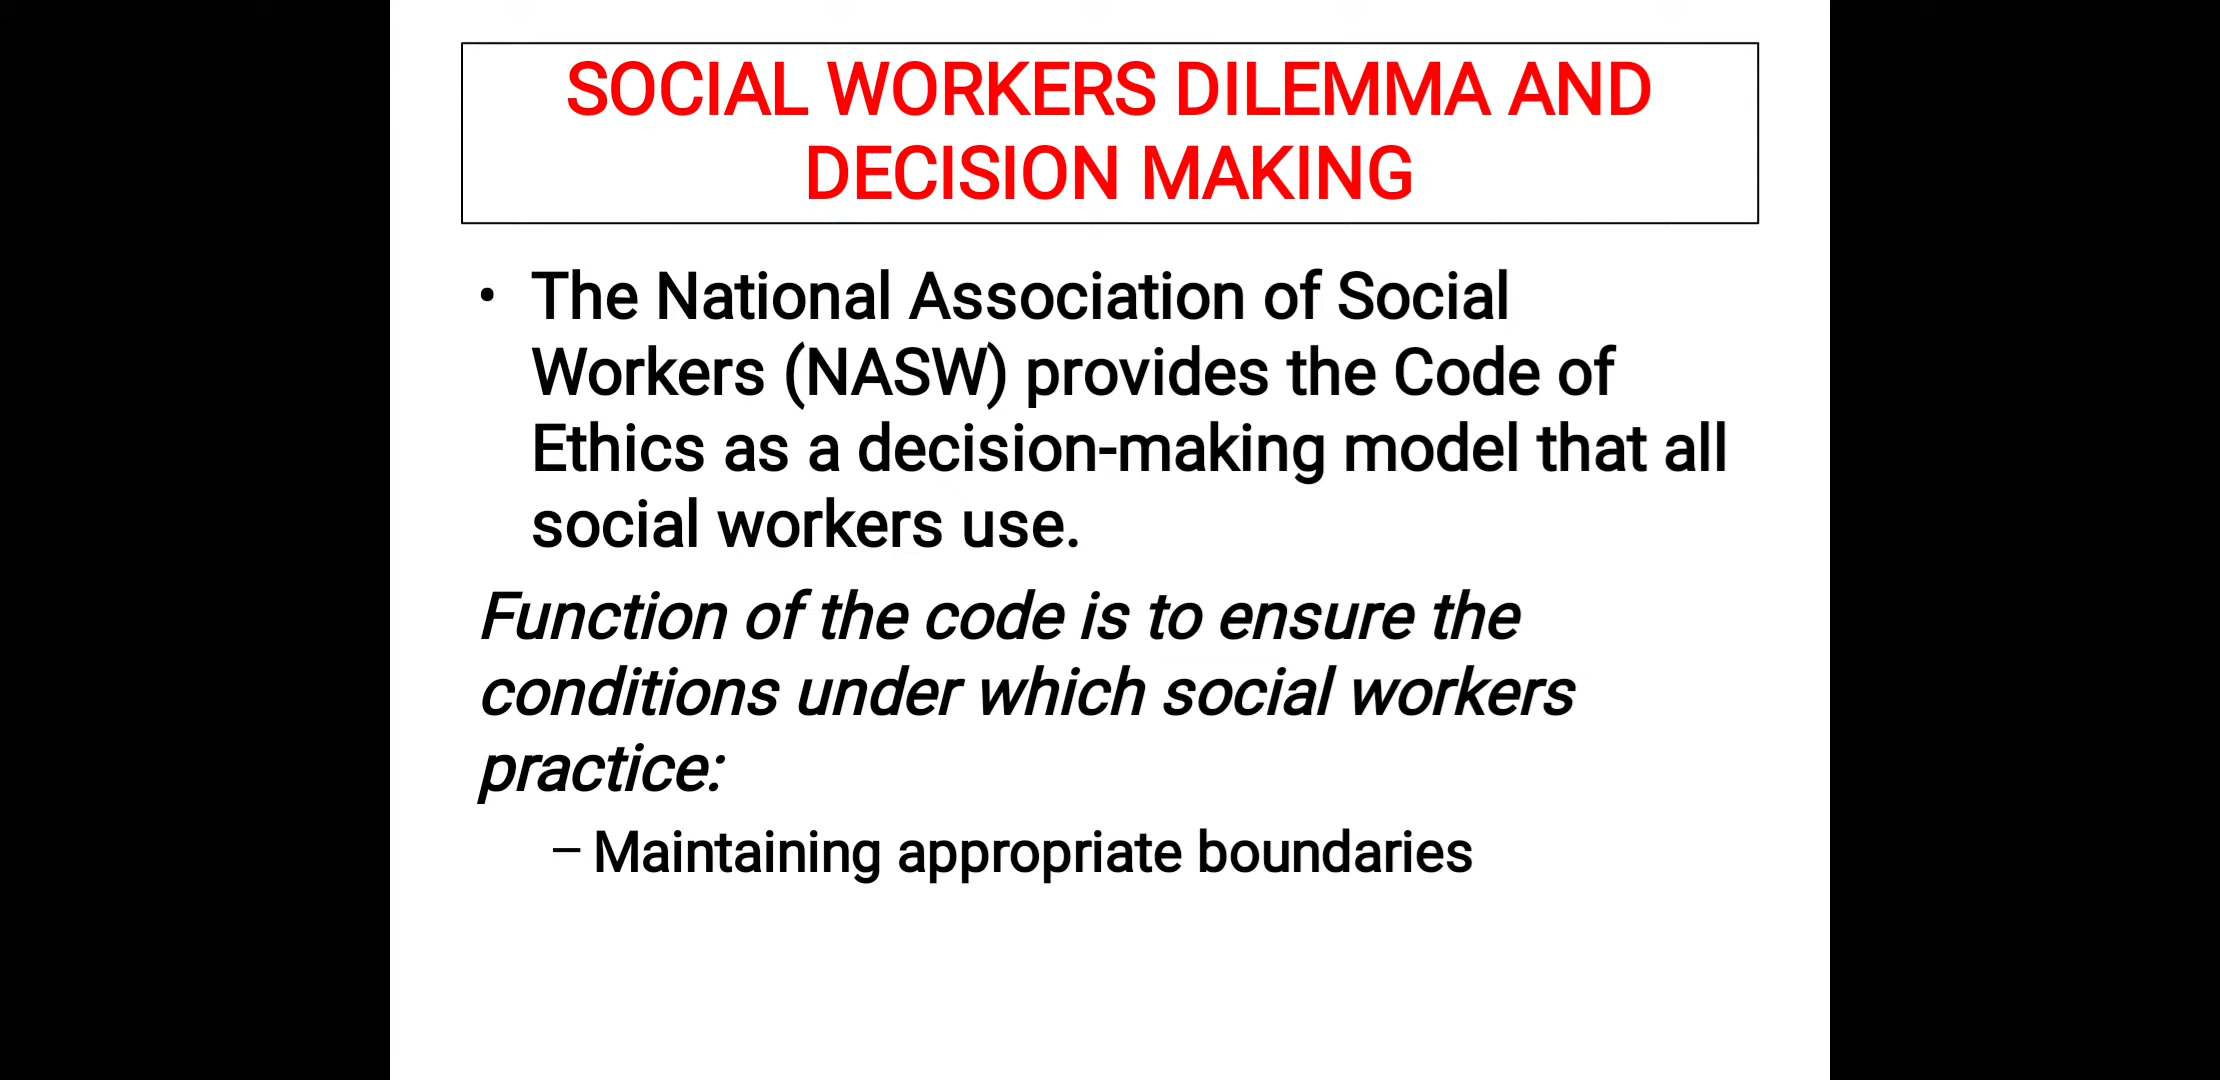 SOCIAL WORKERS DILEMMA AND
DECISION MAKING
• The National Association of Social
Workers (NASW) provides the Code of
Ethics as a decision-making model that all
social workers use.
Function of the code is to ensure the
conditions under which social workers
practice:
– Maintaining appropriate boundaries